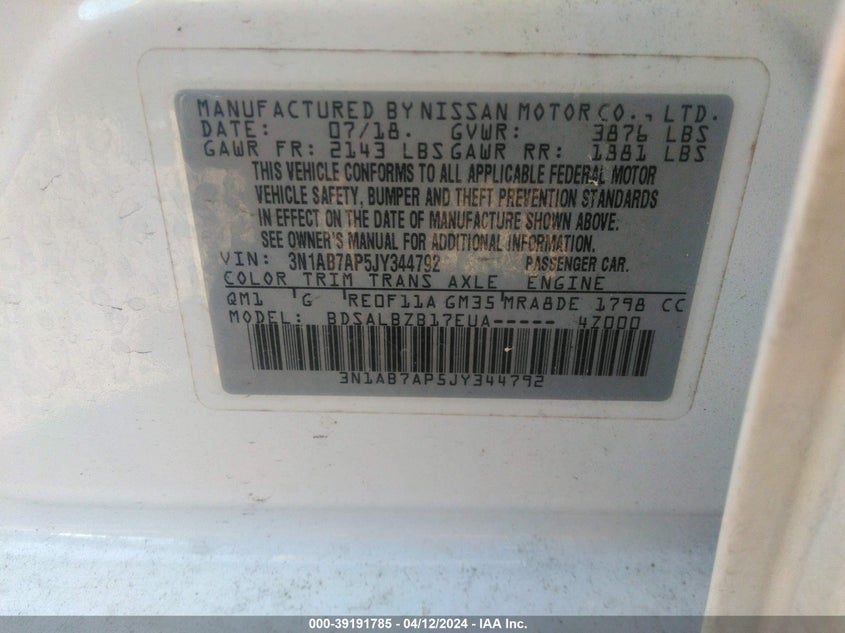 MANUFACTURED BY NISSAN MOTOR CO., LTD.
DATE: 07/18. GVWR: 3876 LBS
GAWR FR: 2143 LBS GAWR RR: 1881 LBS
THIS VEHICLE CONFORMS TO ALL APPLICABLE FEDERAL MOTOR
VEHICLE SAFETY, BUMPER AND THEFT PREVENTION STANDARDS
IN EFFECT ON THE DATE OF MANUFACTURE SHOWN ABOVE.
SEE OWNER'S MANUAL FOR ADDITIONAL INFORMATION.
VIN: 3N1AB7AP5JY344792 PASSENGER CAR.
COLOR TRIM TRANS AXLE ENGINE
QM1 G RE0F11A GM35 MRA8DE 1798 CC
MODEL: BDSALBZB17EUA----- 4Z000
3N1AB7AP5JY344792
000-39191785 - 04/12/2024 - IAA Inc.